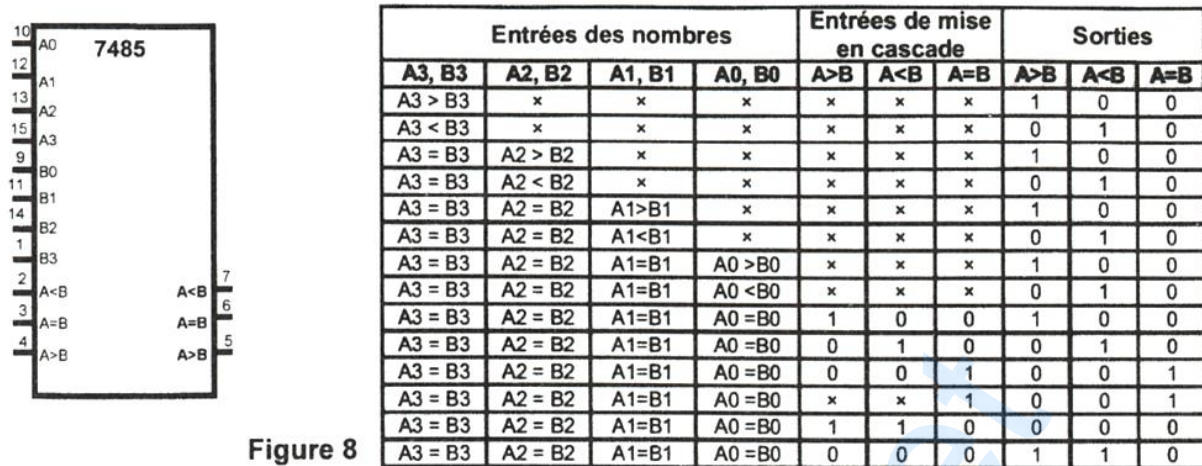 7485
10 A0
12 A1
13 A2
15 A3
9 B0
11 B1
14 B2
1 B3
2 A<B A<B 7
3 A=B A=B 6
4 A>B A>B 5
Figure 8
Entrées des nombres Entrées de mise en cascade Sorties
A3, B3 A2, B2 A1, B1 A0, B0 A>B A<B A=B A>B A<B A=B
A3 > B3 × × × × × × 1 0 0
A3 < B3 × × × × × × 0 1 0
A3 = B3 A2 > B2 × × × × × 1 0 0
A3 = B3 A2 < B2 × × × × × 0 1 0
A3 = B3 A2 = B2 A1>B1 × × × × 1 0 0
A3 = B3 A2 = B2 A1<B1 × × × × 0 1 0
A3 = B3 A2 = B2 A1=B1 A0 >B0 × × × 1 0 0
A3 = B3 A2 = B2 A1=B1 A0 <B0 × × × 0 1 0
A3 = B3 A2 = B2 A1=B1 A0 =B0 1 0 0 1 0 0
A3 = B3 A2 = B2 A1=B1 A0 =B0 0 1 0 0 1 0
A3 = B3 A2 = B2 A1=B1 A0 =B0 0 0 1 0 0 1
A3 = B3 A2 = B2 A1=B1 A0 =B0 × × 1 0 0 1
A3 = B3 A2 = B2 A1=B1 A0 =B0 1 1 0 0 0 0
A3 = B3 A2 = B2 A1=B1 A0 =B0 0 0 0 1 1 0